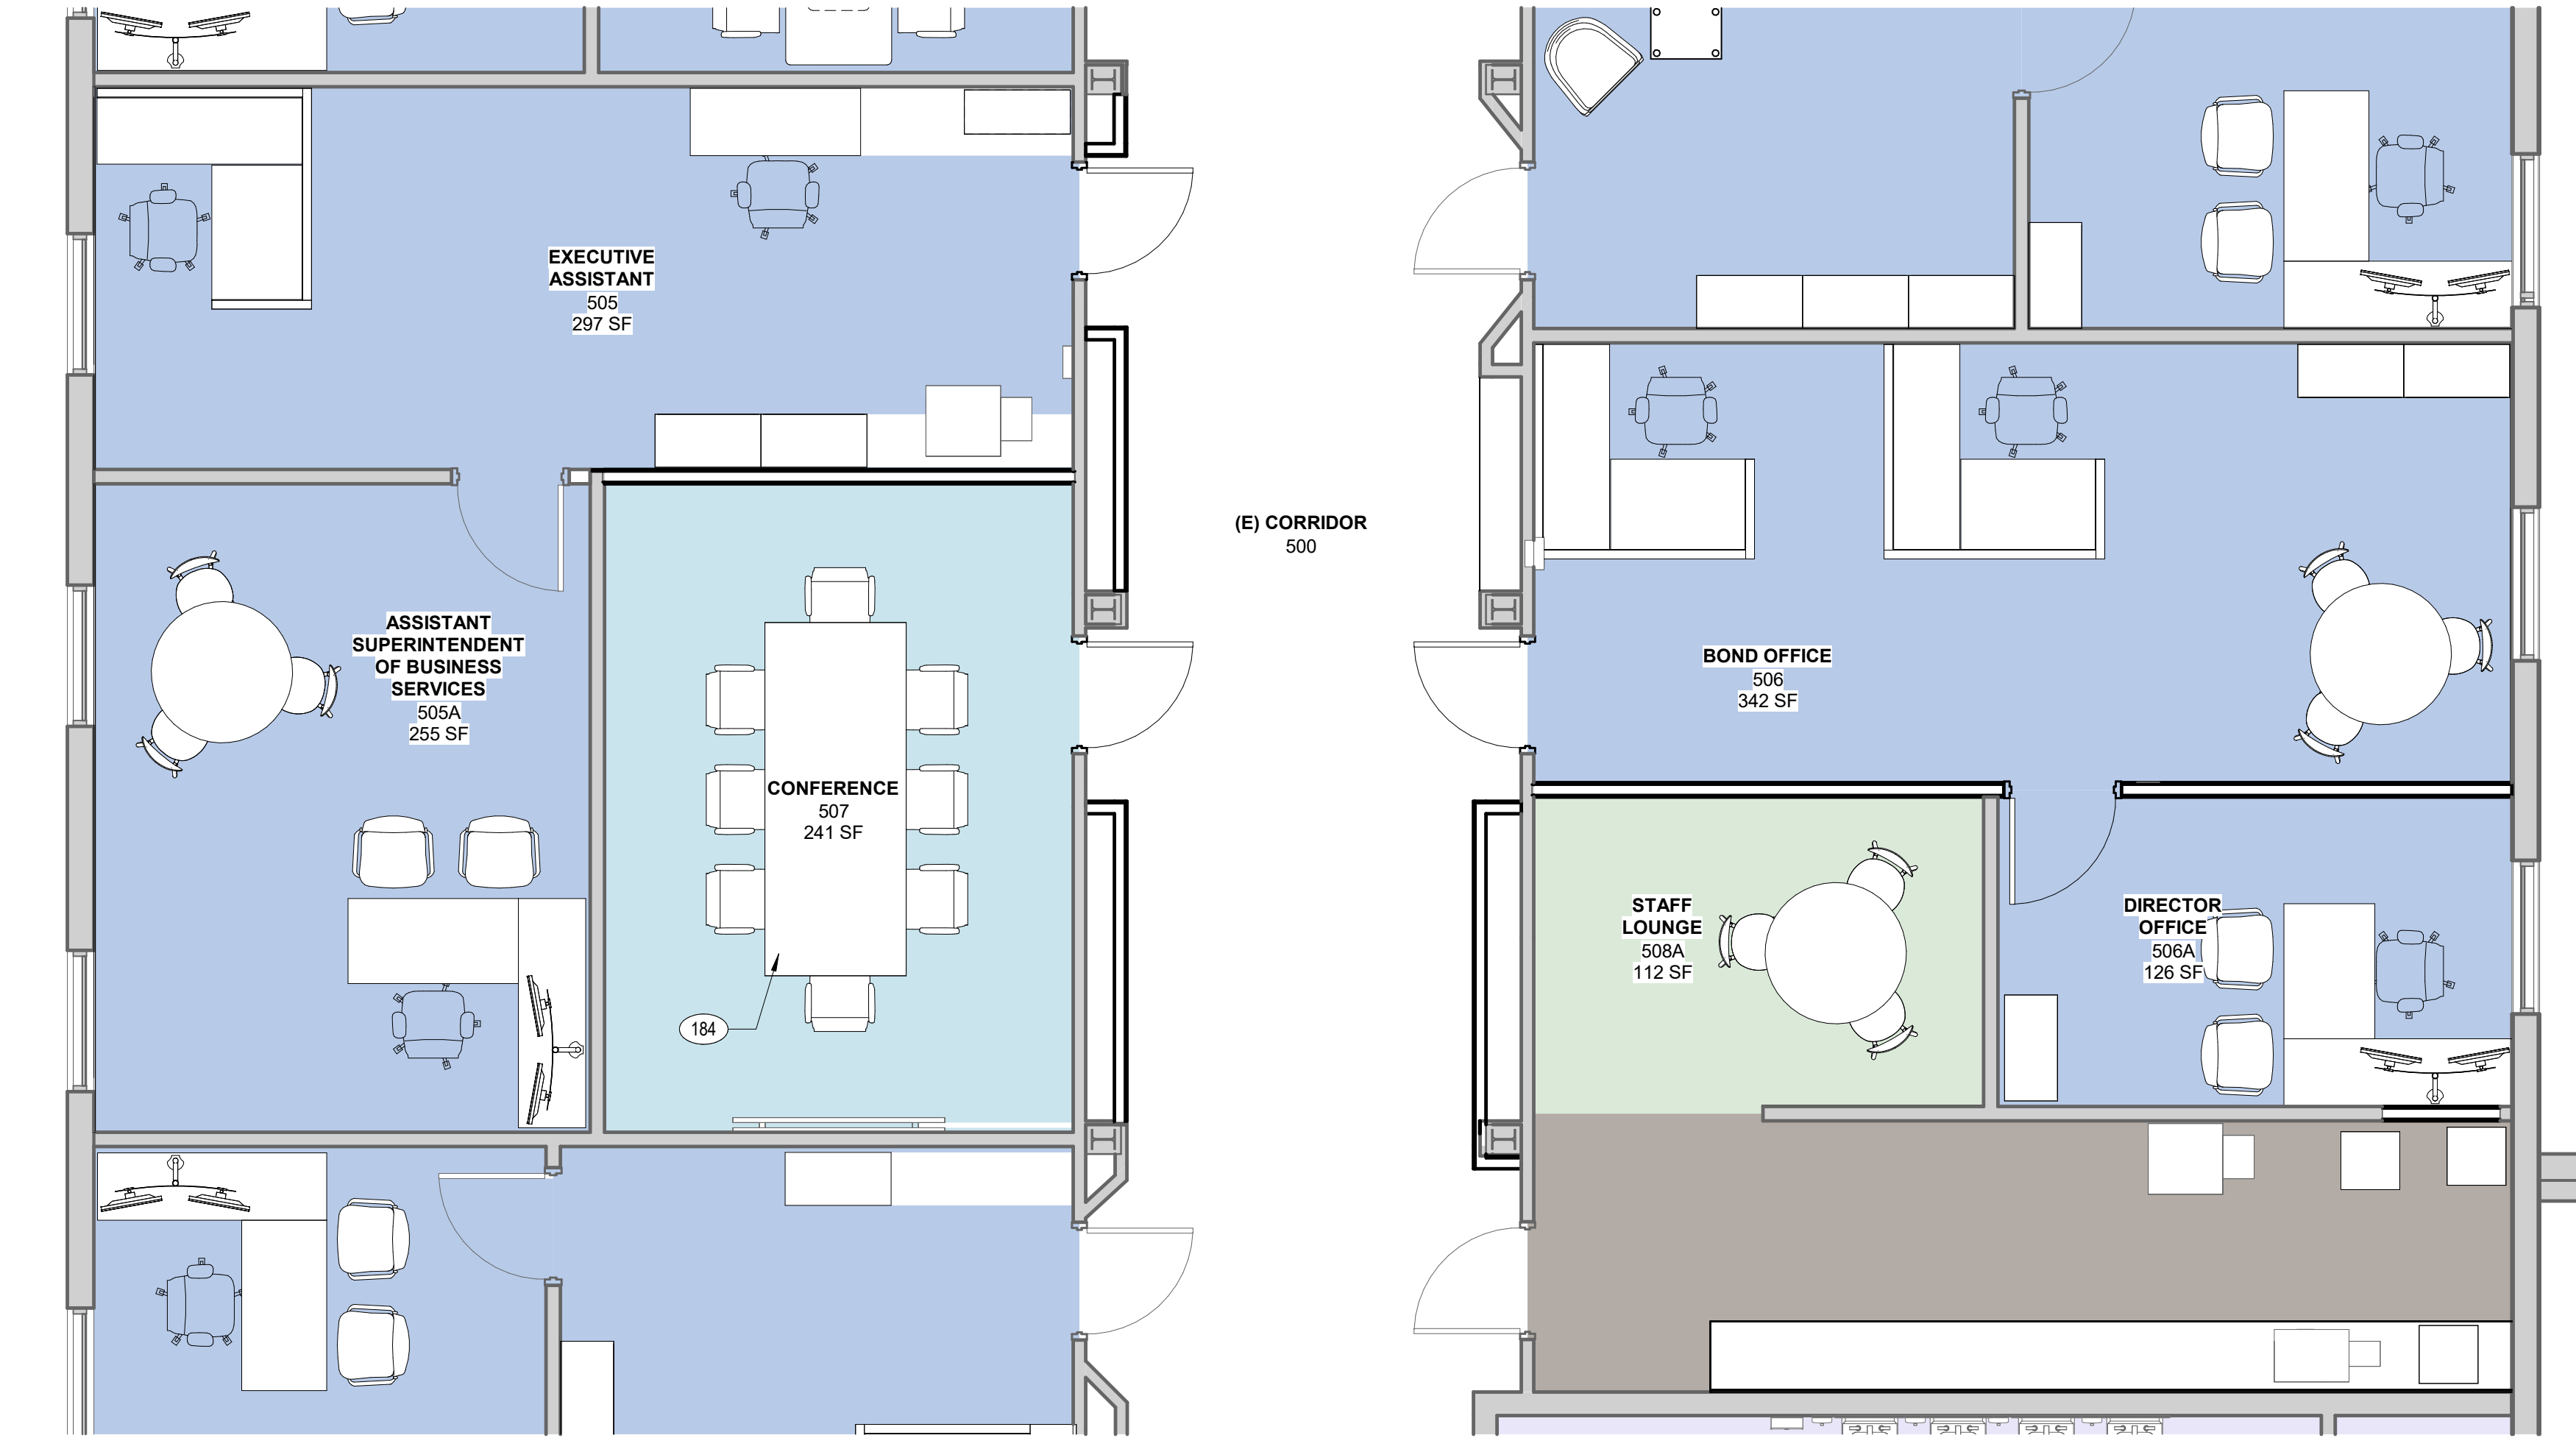 EXECUTIVE
ASSISTANT
505
297 SF
(E) CORRIDOR
500
ASSISTANT
SUPERINTENDENT
OF BUSINESS
SERVICES
505A
255 SF
BOND OFFICE
506
342 SF
CONFERENCE
507
241 SF
184
STAFF
LOUNGE
508A
112 SF
DIRECTOR
OFFICE
506A
126 SF